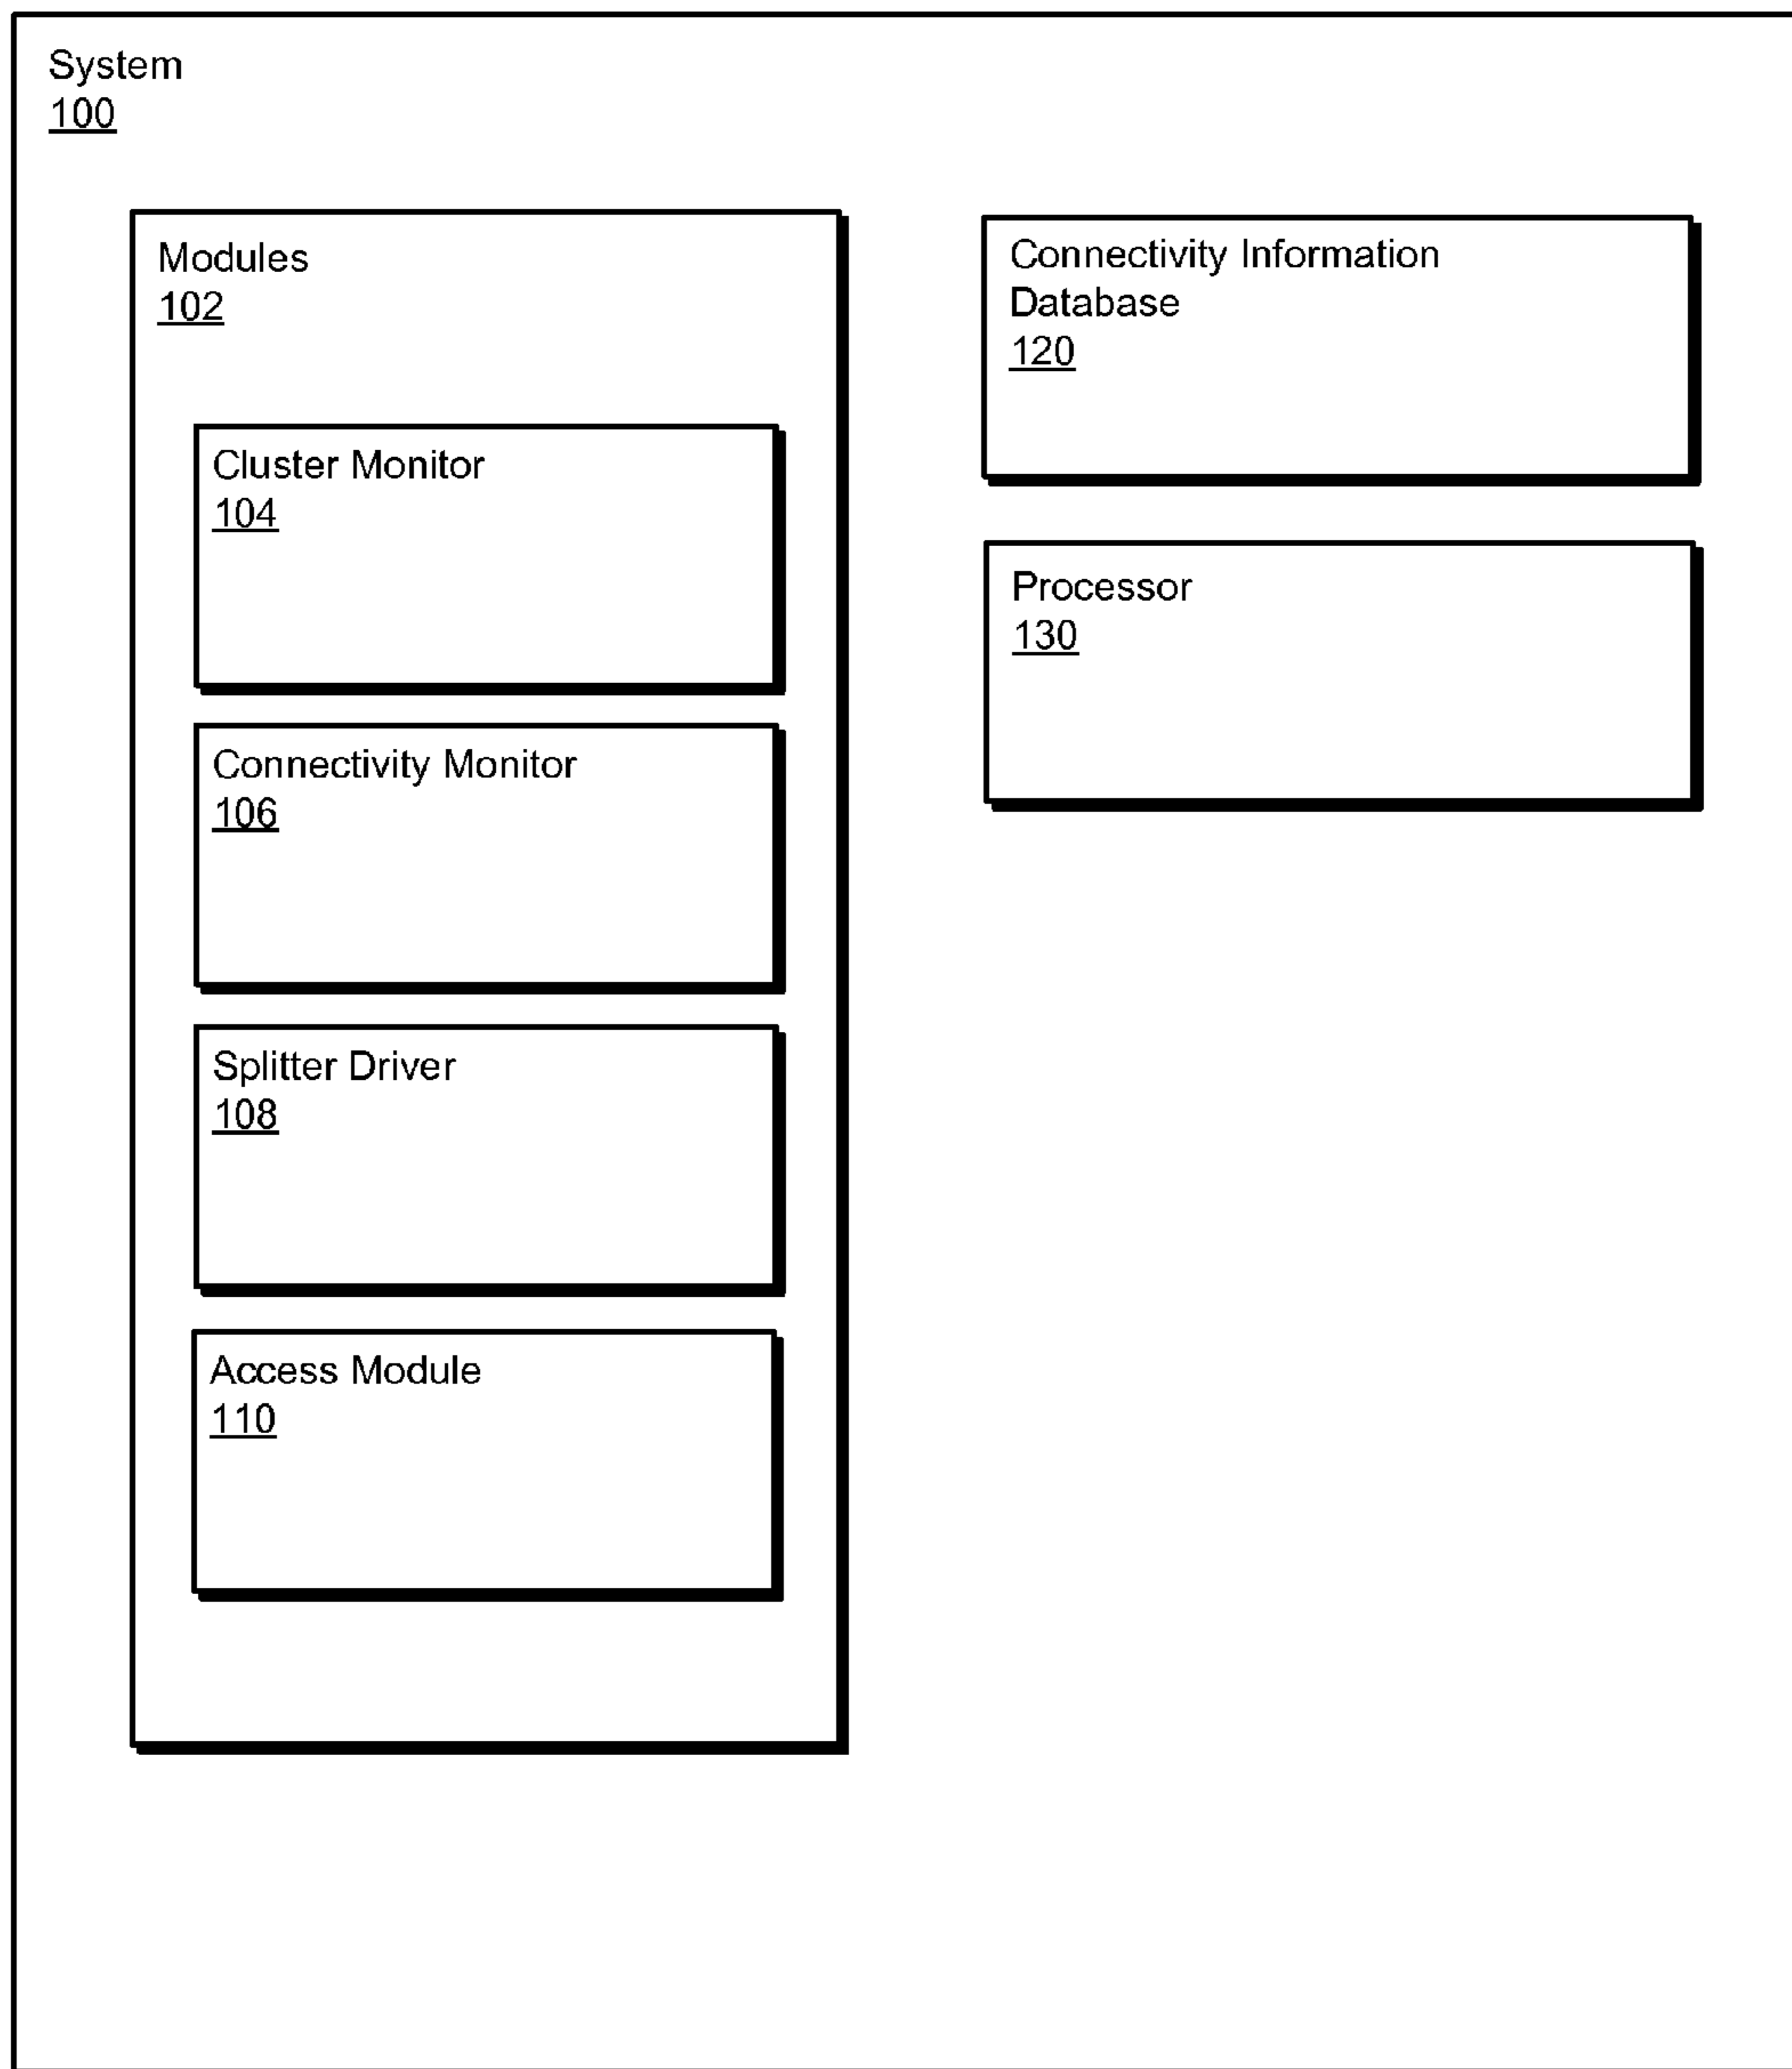 System
100
Modules
102
Cluster Monitor
104
Connectivity Monitor
106
Splitter Driver
108
Access Module
110
Connectivity Information
Database
120
Processor
130